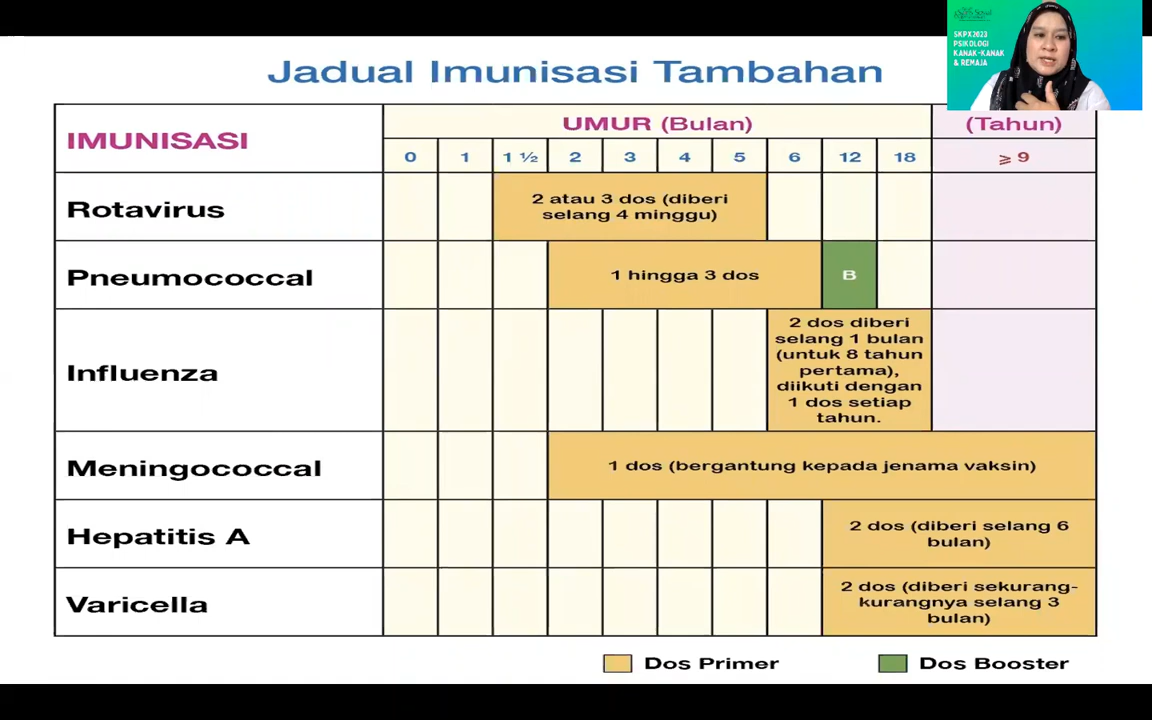 SKPX2023
PSIKOLOGI
KANAK-KANAK
& REMAJA
Jadual Imunisasi Tambahan
IMUNISASI
UMUR (Bulan)
(Tahun)
0 1 1 ½ 2 3 4 5 6 12 18 ⩾ 9
Rotavirus
2 atau 3 dos (diberi
selang 4 minggu)
Pneumococcal
1 hingga 3 dos
B
Influenza
2 dos diberi
selang 1 bulan
(untuk 8 tahun
pertama),
diikuti dengan
1 dos setiap
tahun.
Meningococcal
1 dos (bergantung kepada jenama vaksin)
Hepatitis A
2 dos (diberi selang 6
bulan)
Varicella
2 dos (diberi sekurang-
kurangnya selang 3
bulan)
Dos Primer
Dos Booster